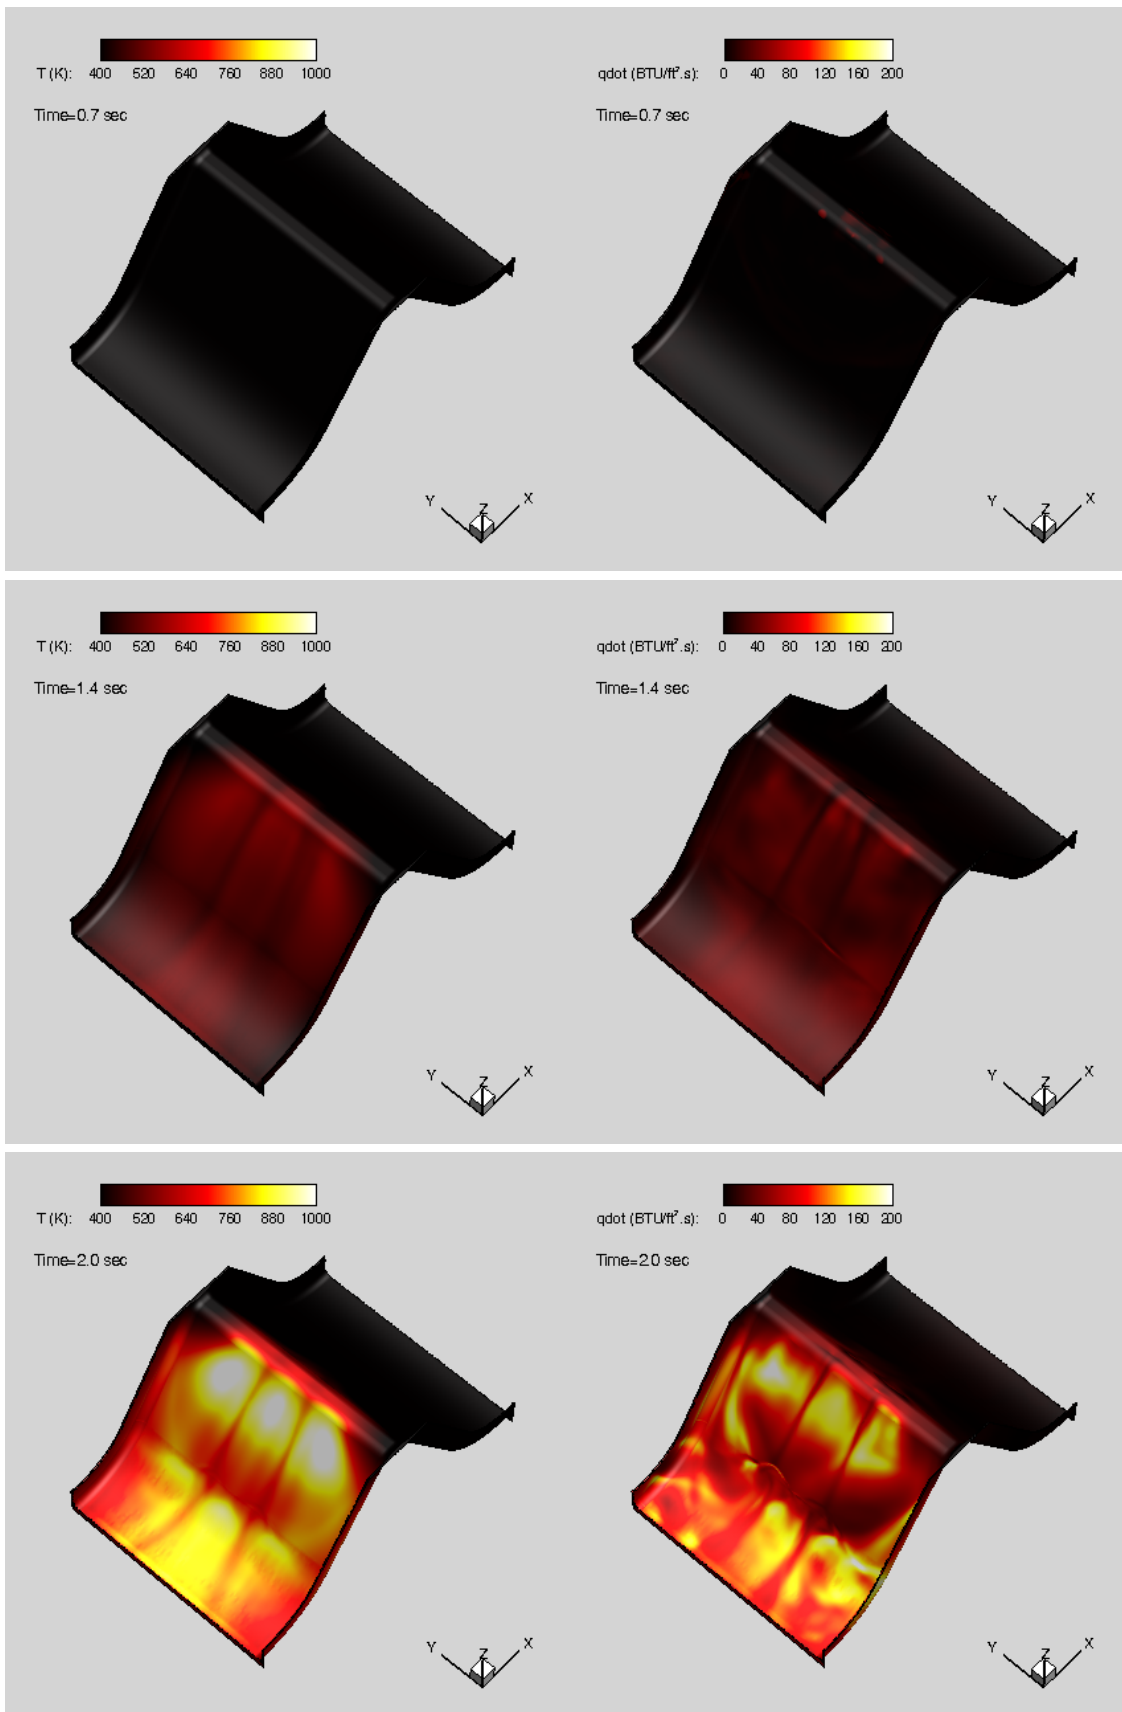 T (K): 400 520 640 760 880 1000
Time=0.7 sec
Y Z X
qdot (BTU/ft².s): 0 40 80 120 160 200
Time=0.7 sec
Y Z X
T (K): 400 520 640 760 880 1000
Time=1.4 sec
Y Z X
qdot (BTU/ft².s): 0 40 80 120 160 200
Time=1.4 sec
Y Z X
T (K): 400 520 640 760 880 1000
Time=2.0 sec
Y Z X
qdot (BTU/ft².s): 0 40 80 120 160 200
Time=2.0 sec
Y Z X